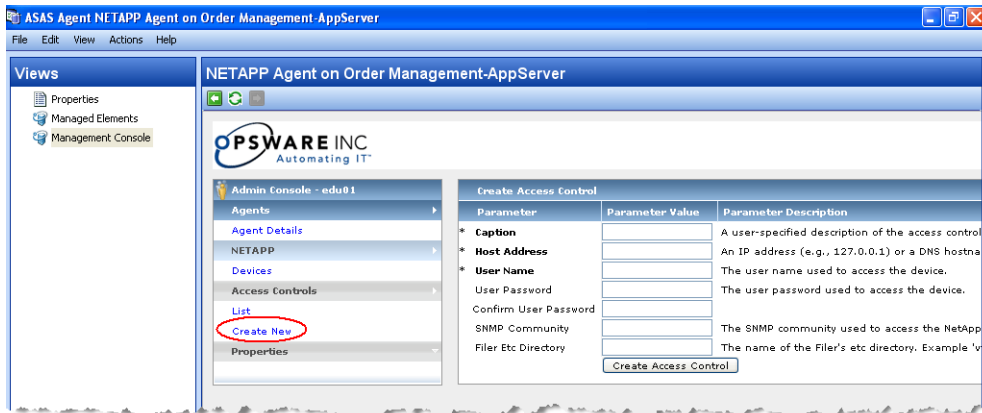 ASAS Agent NETAPP Agent on Order Management-AppServer
File Edit View Actions Help
Views
Properties
Managed Elements
Management Console
NETAPP Agent on Order Management-AppServer
OPSWARE INC
Automating IT™
Admin Console - edu01
Agents
Agent Details
NETAPP
Devices
Access Controls
List
Create New
Properties
Create Access Control
Parameter Parameter Value Parameter Description
* Caption A user-specified description of the access control
* Host Address An IP address (e.g., 127.0.0.1) or a DNS hostna
* User Name The user name used to access the device.
User Password The user password used to access the device.
Confirm User Password
SNMP Community The SNMP community used to access the NetApp
Filer Etc Directory The name of the Filer's etc directory. Example 'v
Create Access Control